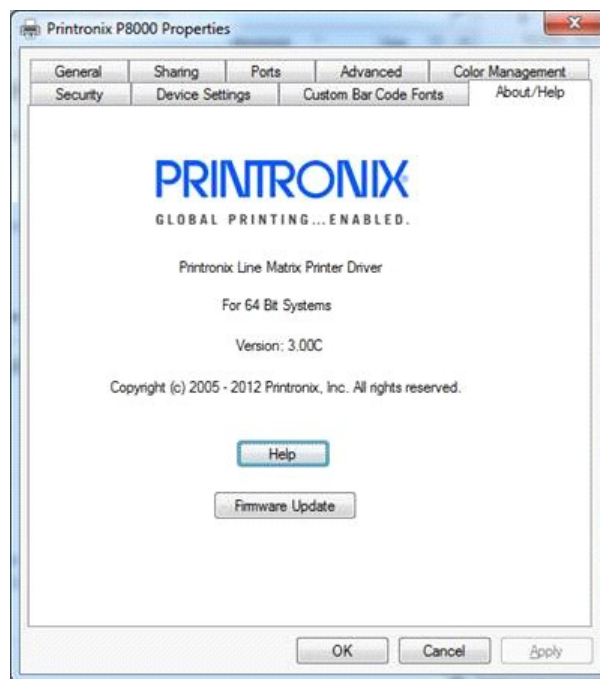 Printronix P8000 Properties
General Sharing Ports Advanced Color Management
Security Device Settings Custom Bar Code Fonts About/Help
PRINTRONIX
GLOBAL PRINTING...ENABLED.
Printronix Line Matrix Printer Driver
For 64 Bit Systems
Version: 3.00C
Copyright (c) 2005 - 2012 Printronix, Inc. All rights reserved.
Help
Firmware Update
OK Cancel Apply